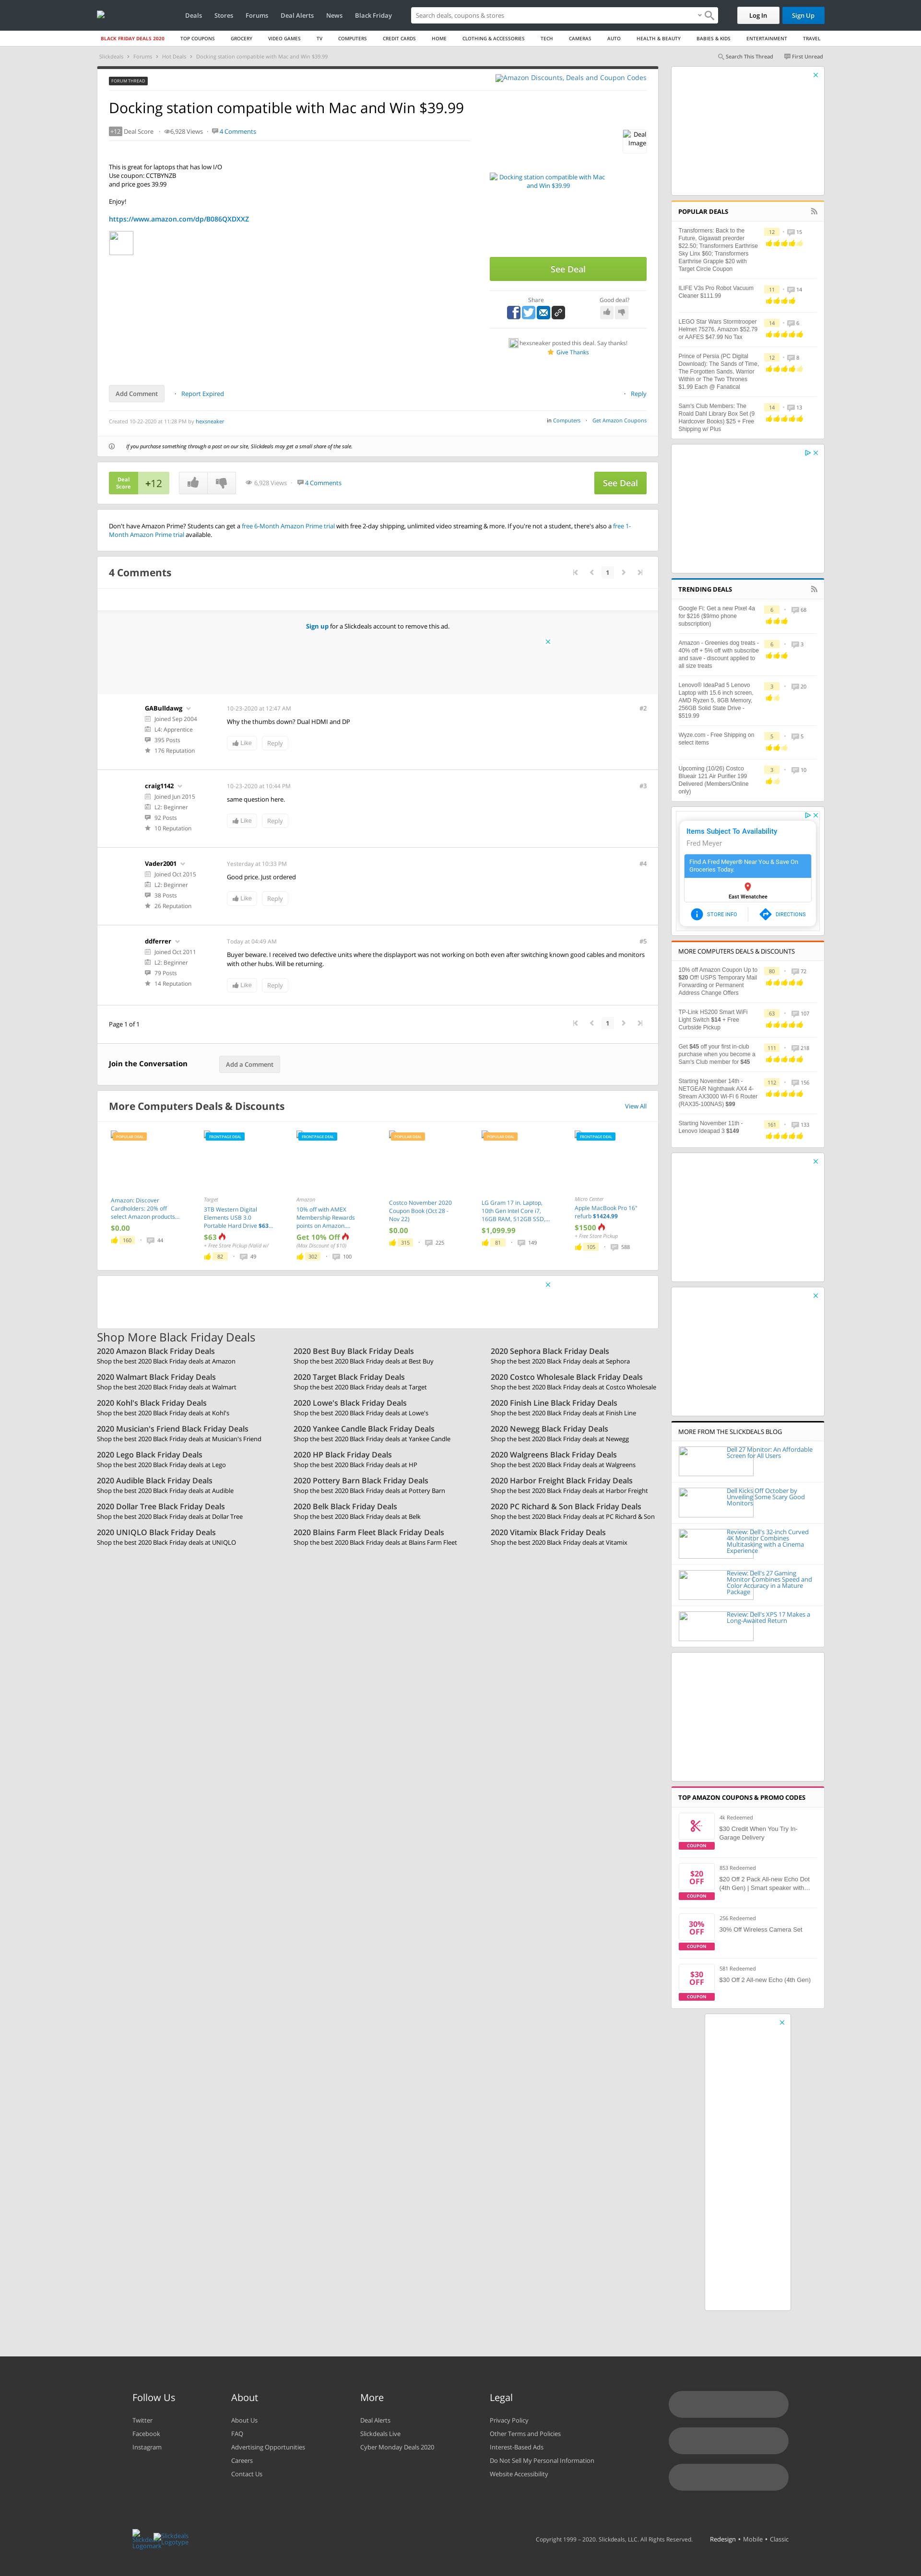 Deals
Stores
Forums
Deal Alerts
News
Black Friday
Search deals, coupons & stores
Log In
Sign Up
BLACK FRIDAY DEALS 2020
TOP COUPONS
GROCERY
VIDEO GAMES
TV
COMPUTERS
CREDIT CARDS
HOME
CLOTHING & ACCESSORIES
TECH
CAMERAS
AUTO
HEALTH & BEAUTY
BABIES & KIDS
ENTERTAINMENT
TRAVEL
Slickdeals > Forums > Hot Deals > Docking station compatible with Mac and Win $39.99
Search This Thread
First Unread
FORUM THREAD
Amazon Discounts, Deals and Coupon Codes
Docking station compatible with Mac and Win $39.99
+12 Deal Score
6,928 Views
4 Comments
Deal
Image
This is great for laptops that has low I/O
Use coupon: CCTBYNZB
and price goes 39.99
Enjoy!
https://www.amazon.com/dp/B086QXDXXZ
Docking station compatible with Mac
and Win $39.99
See Deal
Share
Good deal?
hexsneaker posted this deal. Say thanks!
Give Thanks
Add Comment
Report Expired
Reply
Created 10-22-2020 at 11:28 PM by hexsneaker
in Computers
Get Amazon Coupons
If you purchase something through a post on our site, Slickdeals may get a small share of the sale.
Deal
Score
+12
6,928 Views
4 Comments
See Deal
Don't have Amazon Prime? Students can get a free 6-Month Amazon Prime trial with free 2-day shipping, unlimited video streaming & more. If you're not a student, there's also a free 1-
Month Amazon Prime trial available.
4 Comments
1
Sign up for a Slickdeals account to remove this ad.
GABulldawg
Joined Sep 2004
L4: Apprentice
395 Posts
176 Reputation
10-23-2020 at 12:47 AM
#2
Why the thumbs down? Dual HDMI and DP
Like
Reply
craig1142
Joined Jun 2015
L2: Beginner
92 Posts
10 Reputation
10-23-2020 at 10:44 PM
#3
same question here.
Like
Reply
Vader2001
Joined Oct 2015
L2: Beginner
38 Posts
26 Reputation
Yesterday at 10:33 PM
#4
Good price. Just ordered
Like
Reply
ddferrer
Joined Oct 2011
L2: Beginner
79 Posts
14 Reputation
Today at 04:49 AM
#5
Buyer beware. I received two defective units where the displayport was not working on both even after switching known good cables and monitors
with other hubs. Will be returning.
Like
Reply
Page 1 of 1
1
Join the Conversation
Add a Comment
More Computers Deals & Discounts
View All
POPULAR DEAL
Amazon: Discover
Cardholders: 20% off
select Amazon products...
$0.00
160
44
FRONTPAGE DEAL
Target
3TB Western Digital
Elements USB 3.0
Portable Hard Drive $63...
$63
+ Free Store Pickup (Valid w/
82
49
FRONTPAGE DEAL
Amazon
10% off with AMEX
Membership Rewards
points on Amazon....
Get 10% Off
(Max Discount of $10)
302
100
POPULAR DEAL
Costco November 2020
Coupon Book (Oct 28 -
Nov 22)
$0.00
315
225
POPULAR DEAL
LG Gram 17 in. Laptop,
10th Gen Intel Core i7,
16GB RAM, 512GB SSD,...
$1,099.99
81
149
FRONTPAGE DEAL
Micro Center
Apple MacBook Pro 16"
refurb $1424.99
$1500
+ Free Store Pickup
105
588
Shop More Black Friday Deals
2020 Amazon Black Friday Deals
Shop the best 2020 Black Friday deals at Amazon
2020 Best Buy Black Friday Deals
Shop the best 2020 Black Friday deals at Best Buy
2020 Sephora Black Friday Deals
Shop the best 2020 Black Friday deals at Sephora
2020 Walmart Black Friday Deals
Shop the best 2020 Black Friday deals at Walmart
2020 Target Black Friday Deals
Shop the best 2020 Black Friday deals at Target
2020 Costco Wholesale Black Friday Deals
Shop the best 2020 Black Friday deals at Costco Wholesale
2020 Kohl's Black Friday Deals
Shop the best 2020 Black Friday deals at Kohl's
2020 Lowe's Black Friday Deals
Shop the best 2020 Black Friday deals at Lowe's
2020 Finish Line Black Friday Deals
Shop the best 2020 Black Friday deals at Finish Line
2020 Musician's Friend Black Friday Deals
Shop the best 2020 Black Friday deals at Musician's Friend
2020 Yankee Candle Black Friday Deals
Shop the best 2020 Black Friday deals at Yankee Candle
2020 Newegg Black Friday Deals
Shop the best 2020 Black Friday deals at Newegg
2020 Lego Black Friday Deals
Shop the best 2020 Black Friday deals at Lego
2020 HP Black Friday Deals
Shop the best 2020 Black Friday deals at HP
2020 Walgreens Black Friday Deals
Shop the best 2020 Black Friday deals at Walgreens
2020 Audible Black Friday Deals
Shop the best 2020 Black Friday deals at Audible
2020 Pottery Barn Black Friday Deals
Shop the best 2020 Black Friday deals at Pottery Barn
2020 Harbor Freight Black Friday Deals
Shop the best 2020 Black Friday deals at Harbor Freight
2020 Dollar Tree Black Friday Deals
Shop the best 2020 Black Friday deals at Dollar Tree
2020 Belk Black Friday Deals
Shop the best 2020 Black Friday deals at Belk
2020 PC Richard & Son Black Friday Deals
Shop the best 2020 Black Friday deals at PC Richard & Son
2020 UNIQLO Black Friday Deals
Shop the best 2020 Black Friday deals at UNIQLO
2020 Blains Farm Fleet Black Friday Deals
Shop the best 2020 Black Friday deals at Blains Farm Fleet
2020 Vitamix Black Friday Deals
Shop the best 2020 Black Friday deals at Vitamix
POPULAR DEALS
Transformers: Back to the
Future, Gigawatt preorder
$22.50; Transformers Earthrise
Sky Linx $60; Transformers
Earthrise Grapple $20 with
Target Circle Coupon
12
15
ILIFE V3s Pro Robot Vacuum
Cleaner $111.99
11
14
LEGO Star Wars Stormtrooper
Helmet 75276, Amazon $52.79
or AAFES $47.99 No Tax
14
6
Prince of Persia (PC Digital
Download): The Sands of Time,
The Forgotten Sands, Warrior
Within or The Two Thrones
$1.99 Each @ Fanatical
12
8
Sam's Club Members: The
Roald Dahl Library Box Set (9
Hardcover Books) $25 + Free
Shipping w/ Plus
14
13
TRENDING DEALS
Google Fi: Get a new Pixel 4a
for $216 ($9/mo phone
subscription)
6
68
Amazon - Greenies dog treats -
40% off + 5% off with subscribe
and save - discount applied to
all size treats
6
3
Lenovo® IdeaPad 5 Lenovo
Laptop with 15.6 inch screen,
AMD Ryzen 5, 8GB Memory,
256GB Solid State Drive -
$519.99
3
20
Wyze.com - Free Shipping on
select items
5
5
Upcoming (10/26) Costco
Blueair 121 Air Purifier 199
Delivered (Members/Online
only)
3
10
Items Subject To Availability
Fred Meyer
Find A Fred Meyer® Near You & Save On
Groceries Today.
East Wenatchee
STORE INFO
DIRECTIONS
MORE COMPUTERS DEALS & DISCOUNTS
10% off Amazon Coupon Up to
$20 Off! USPS Temporary Mail
Forwarding or Permanent
Address Change Offers
80
72
TP-Link HS200 Smart WiFi
Light Switch $14 + Free
Curbside Pickup
63
107
Get $45 off your first in-club
purchase when you become a
Sam's Club member for $45
111
218
Starting November 14th -
NETGEAR Nighthawk AX4 4-
Stream AX3000 Wi-Fi 6 Router
(RAX35-100NAS) $99
112
156
Starting November 11th -
Lenovo Ideapad 3 $149
161
133
MORE FROM THE SLICKDEALS BLOG
Dell 27 Monitor: An Affordable
Screen for All Users
Dell Kicks Off October by
Unveiling Some Scary Good
Monitors
Review: Dell's 32-inch Curved
4K Monitor Combines
Multitasking with a Cinema
Experience
Review: Dell's 27 Gaming
Monitor Combines Speed and
Color Accuracy in a Mature
Package
Review: Dell's XPS 17 Makes a
Long-Awaited Return
TOP AMAZON COUPONS & PROMO CODES
COUPON
4k Redeemed
$30 Credit When You Try In-
Garage Delivery
$20
OFF
COUPON
853 Redeemed
$20 Off 2 Pack All-new Echo Dot
(4th Gen) | Smart speaker with...
30%
OFF
COUPON
256 Redeemed
30% Off Wireless Camera Set
$30
OFF
COUPON
581 Redeemed
$30 Off 2 All-new Echo (4th Gen)
Follow Us
Twitter
Facebook
Instagram
About
About Us
FAQ
Advertising Opportunities
Careers
Contact Us
More
Deal Alerts
Slickdeals Live
Cyber Monday Deals 2020
Legal
Privacy Policy
Other Terms and Policies
Interest-Based Ads
Do Not Sell My Personal Information
Website Accessibility
Slickdeals
Logotype
Copyright 1999 – 2020. Slickdeals, LLC. All Rights Reserved.
Redesign • Mobile • Classic